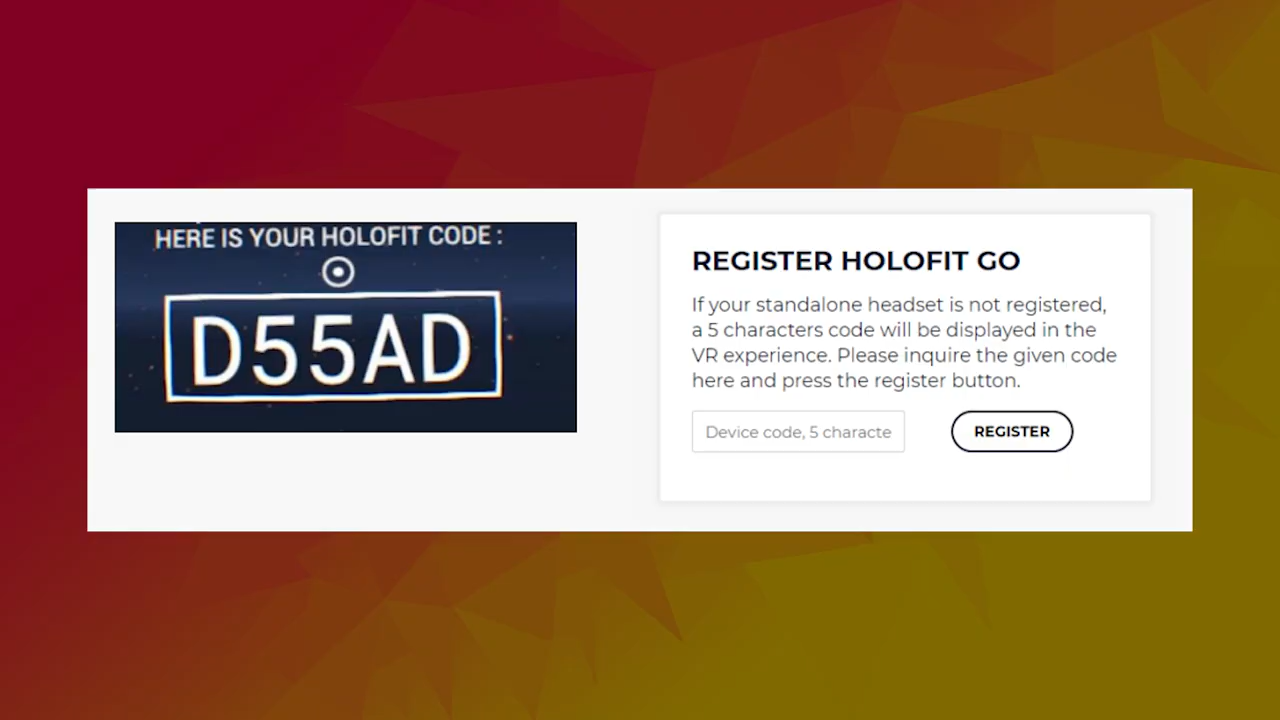 HERE IS YOUR HOLOFIT CODE :
D55AD
REGISTER HOLOFIT GO
If your standalone headset is not registered,
a 5 characters code will be displayed in the
VR experience. Please inquire the given code
here and press the register button.
Device code, 5 characte
REGISTER